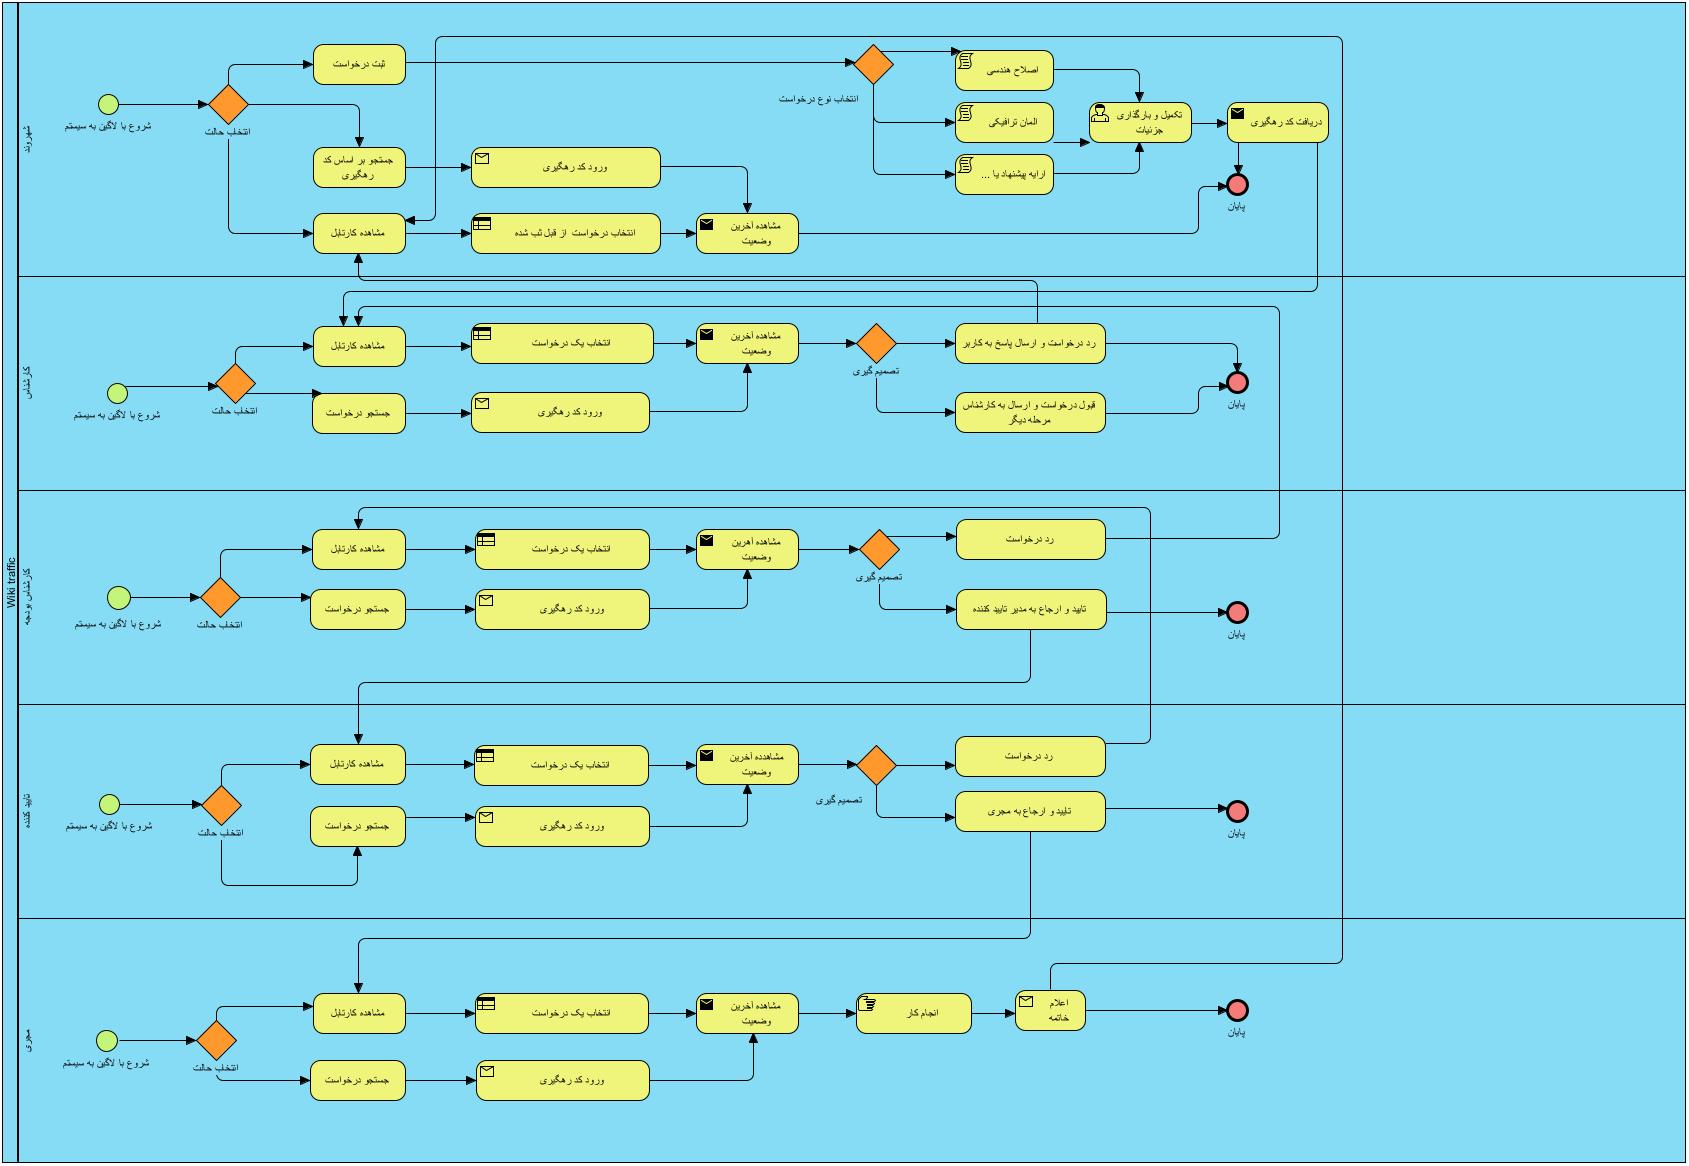 Wiki traffic
شهروند
شروع با لاگین به سیستم
انتخاب حالت
ثبت درخواست
انتخاب نوع درخواست
اصلاح هندسی
المان ترافیکی
ارایه پیشنهاد یا ...
تکمیل و بارگذاری
جزئیات
دریافت کد رهگیری
جستجو بر اساس کد
رهگیری
ورود کد رهگیری
مشاهده کارتابل
انتخاب درخواست از قبل ثب شده
مشاهده آخرین
وضعیت
پایان
کارشناس
شروع با لاگین به سیستم
انتخاب حالت
مشاهده کارتابل
انتخاب یک درخواست
مشاهده آخرین
وضعیت
تصمیم گیری
رد درخواست و ارسال پاسخ به کاربر
جستجو درخواست
ورود کد رهگیری
قبول درخواست و ارسال به کارشناس
مرحله دیگر
پایان
کارشناس بودجه
شروع با لاگین به سیستم
انتخاب حالت
مشاهده کارتابل
انتخاب یک درخواست
مشاهده آهرین
وضعیت
تصمیم گیری
رد درخواست
جستجو درخواست
ورود کد رهگیری
تایید و ارجاع به مدیر تایید کننده
پایان
تایید کننده
شروع با لاگین به سیستم
انتخاب حالت
مشاهده کارتابل
انتخاب یک درخواست
مشاهدده آخرین
وضعیت
تصمیم گیری
رد درخواست
جستجو درخواست
ورود کد رهگیری
تایید و ارجاع به مجری
پایان
مجری
شروع با لاگین به سیستم
انتخاب حالت
مشاهده کارتابل
انتخاب یک درخواست
مشاهده آخرین
وضعیت
انجام کار
اعلام
خاتمه
پایان
جستجو درخواست
ورود کد رهگیری